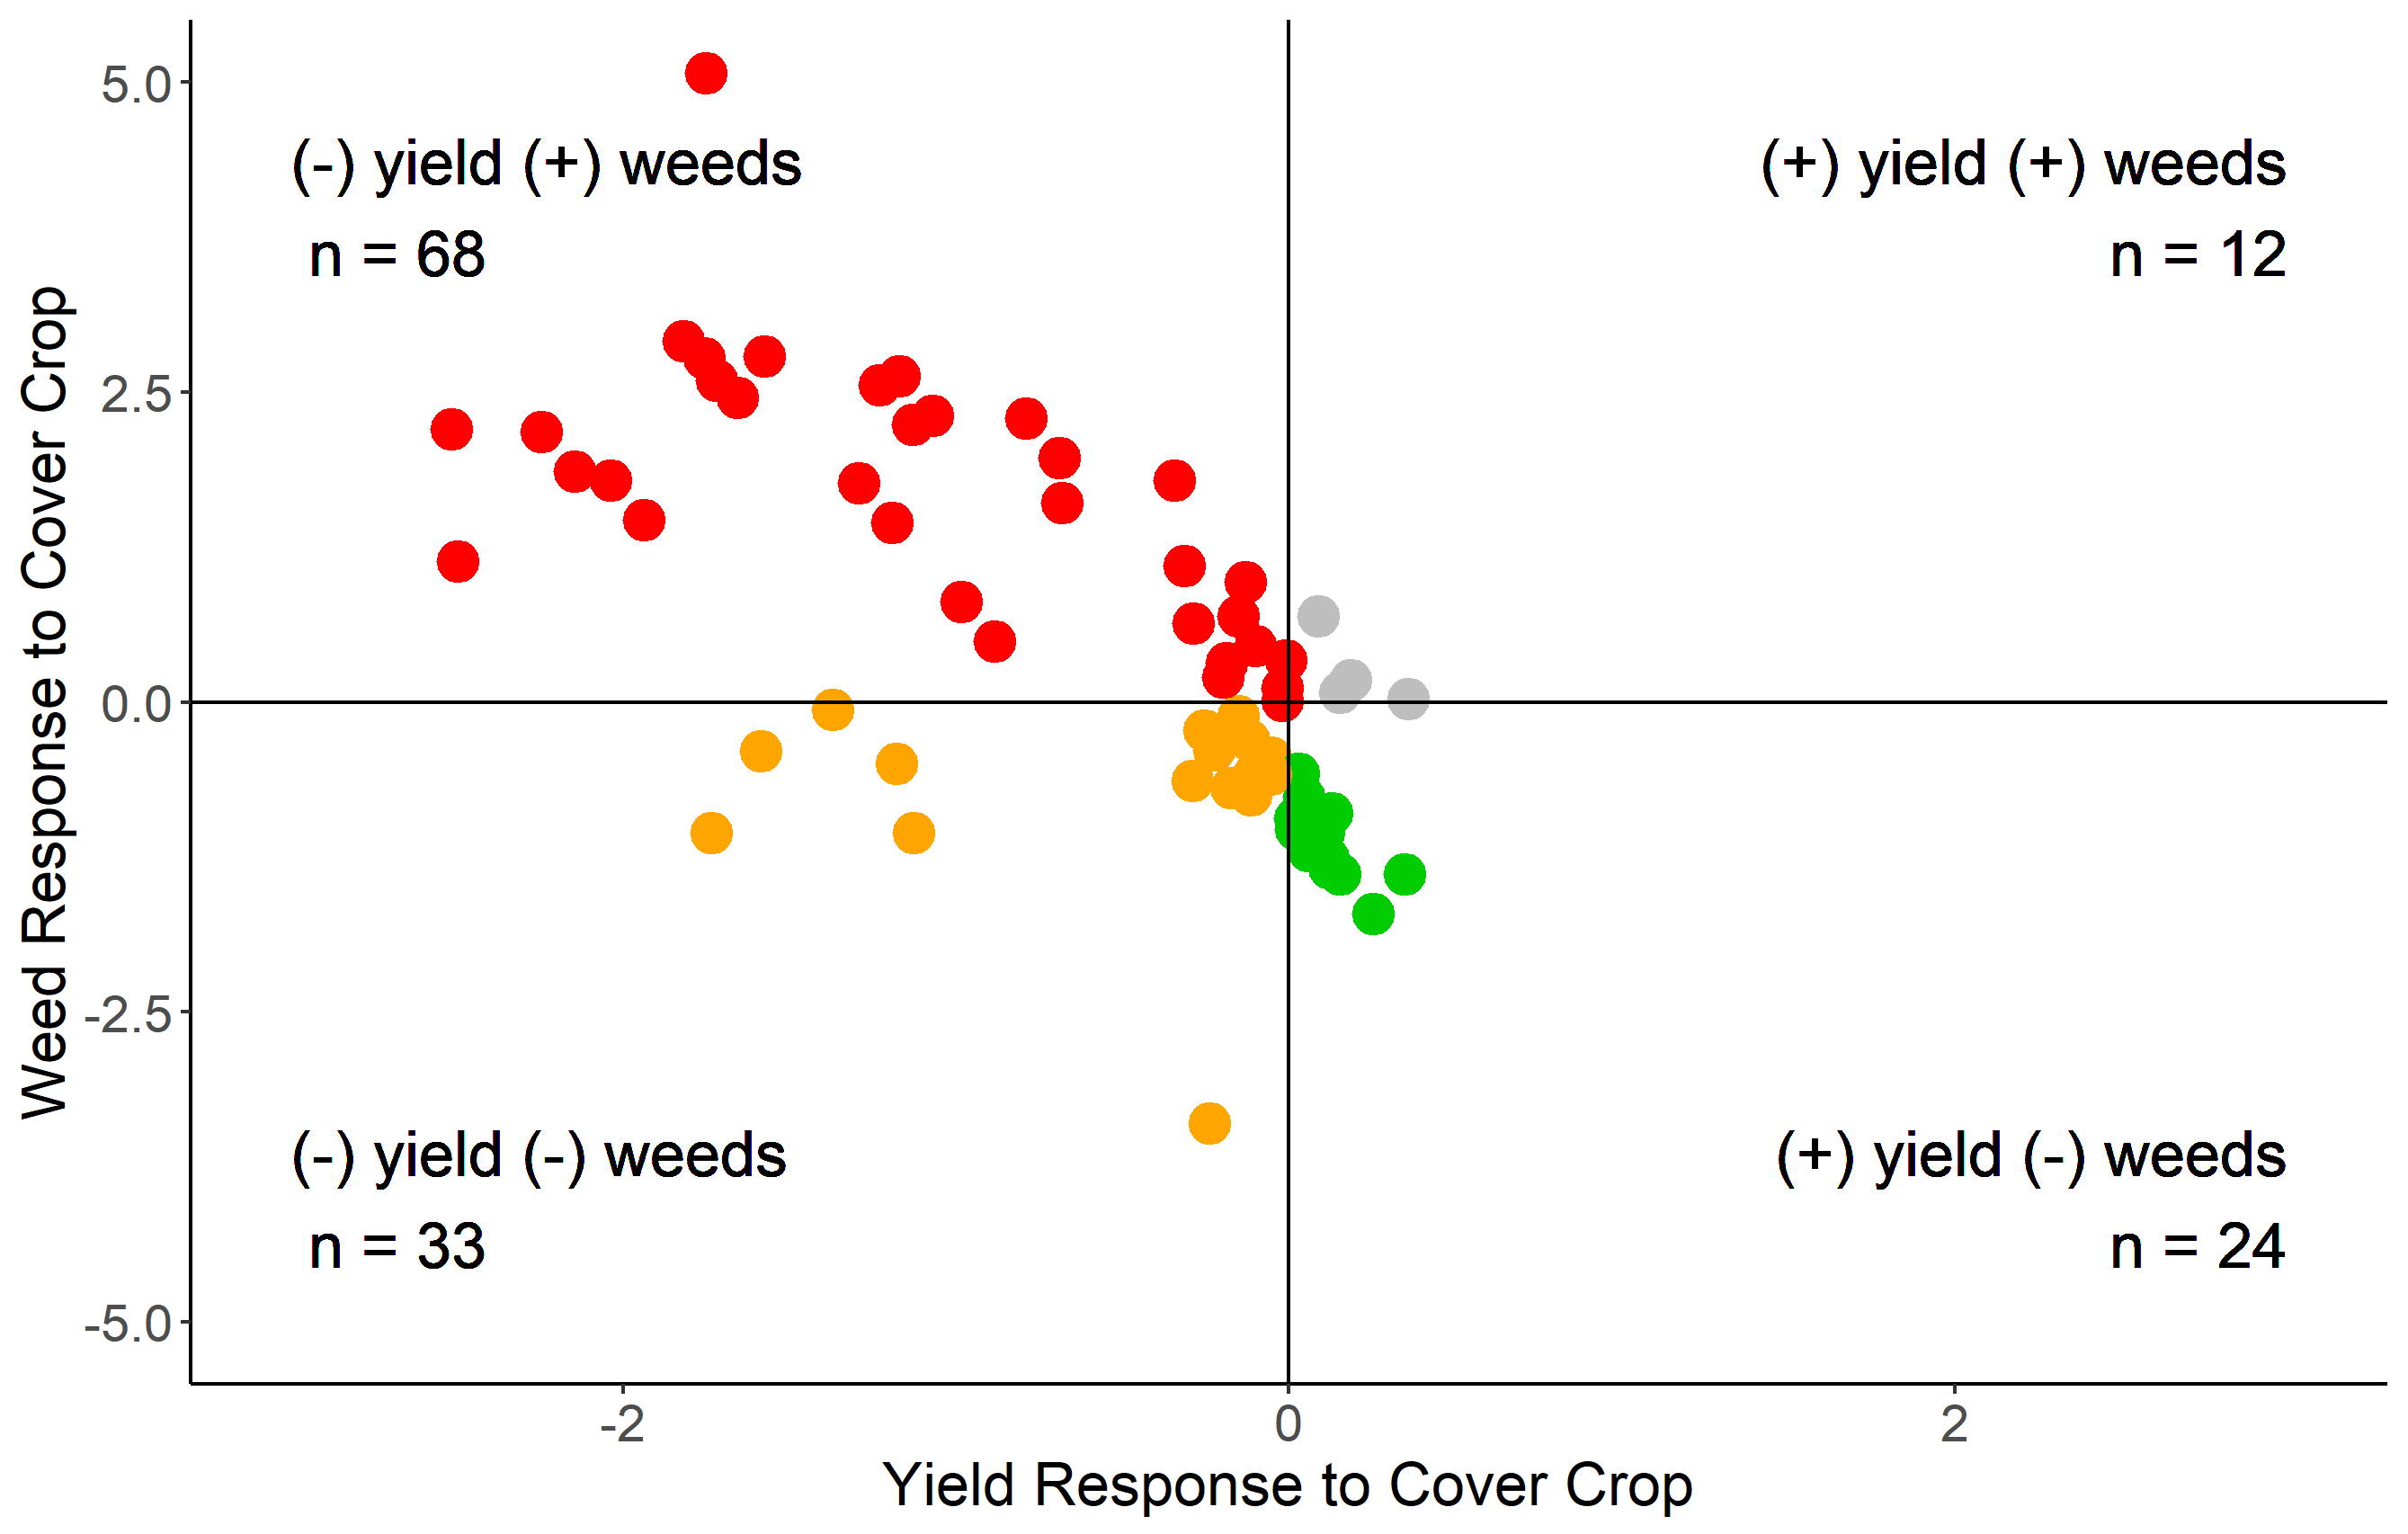 5.0
2.5
0.0
-2.5
-5.0
Weed Response to Cover Crop
(-) yield (+) weeds
n = 68
(+) yield (+) weeds
n = 12
(-) yield (-) weeds
n = 33
(+) yield (-) weeds
n = 24
-2
0
2
Yield Response to Cover Crop